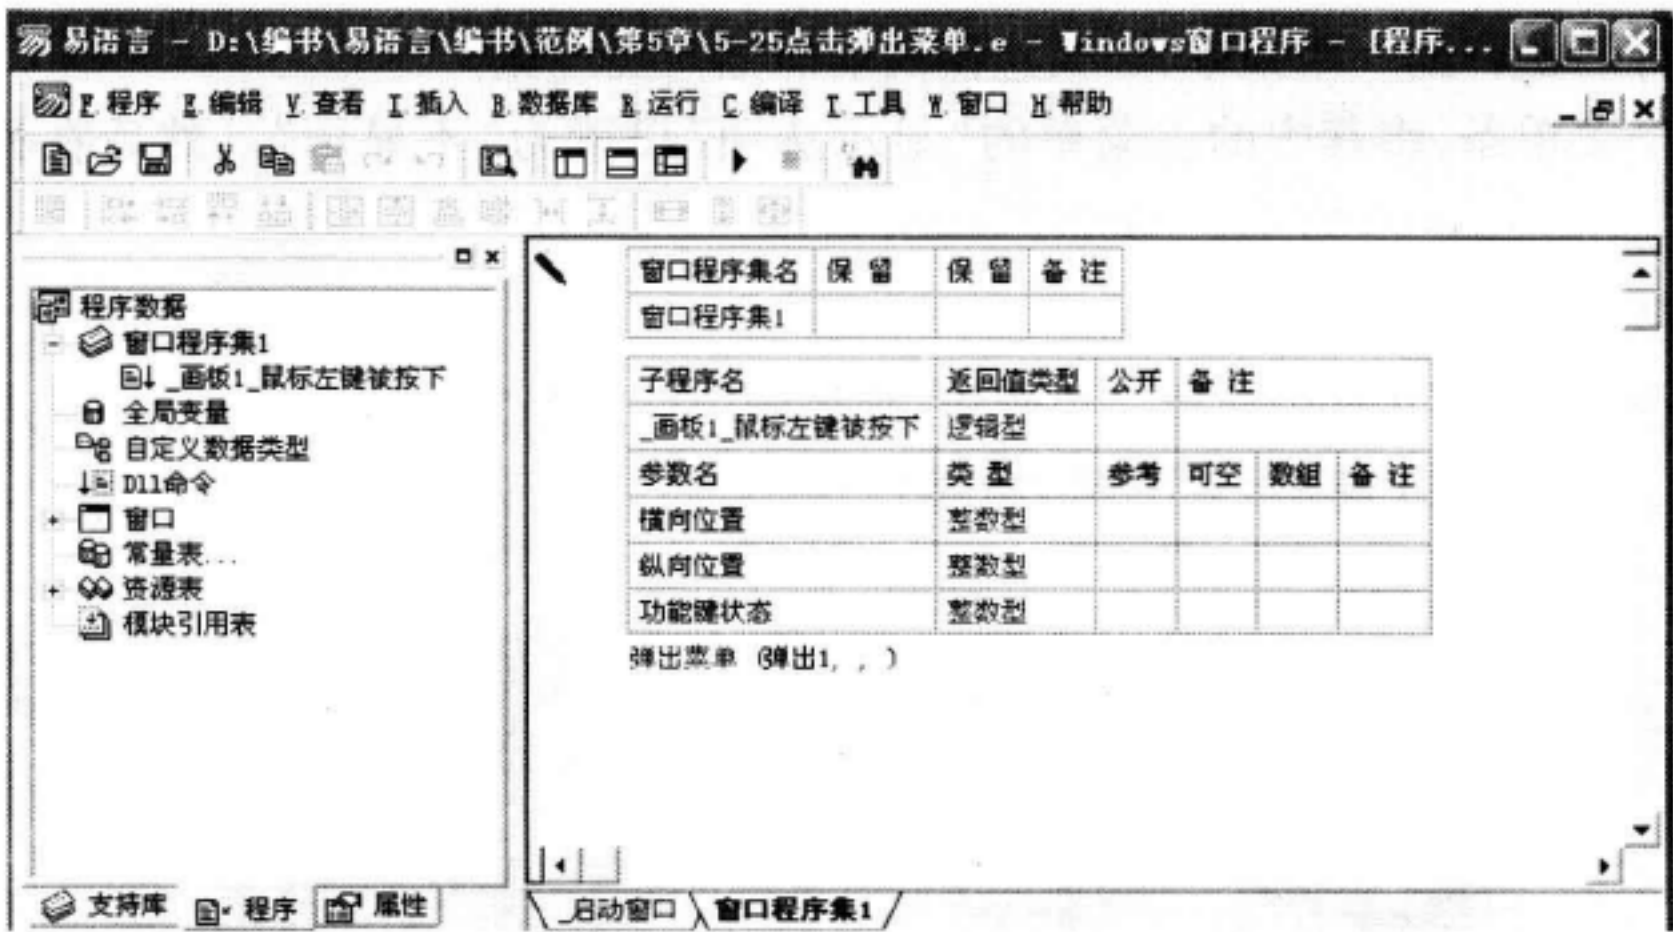 易语言 - D:\编书\易语言\编书\范例\第5章\5-25点击弹出菜单.e - Windows窗口程序 - [程序...
F.程序 E.编辑 V.查看 I.插入 B.数据库 R.运行 C.编译 T.工具 W.窗口 H.帮助
程序数据
窗口程序集1
_画板1_鼠标左键被按下
全局变量
自定义数据类型
Dll命令
窗口
常量表...
资源表
模块引用表
支持库 程序 属性
窗口程序集名 保 留 保 留 备 注
窗口程序集1
子程序名 返回值类型 公开 备 注
_画板1_鼠标左键被按下 逻辑型
参数名 类 型 参考 可空 数组 备 注
横向位置 整数型
纵向位置 整数型
功能键状态 整数型
弹出菜单 (弹出1, , )
_启动窗口 窗口程序集1